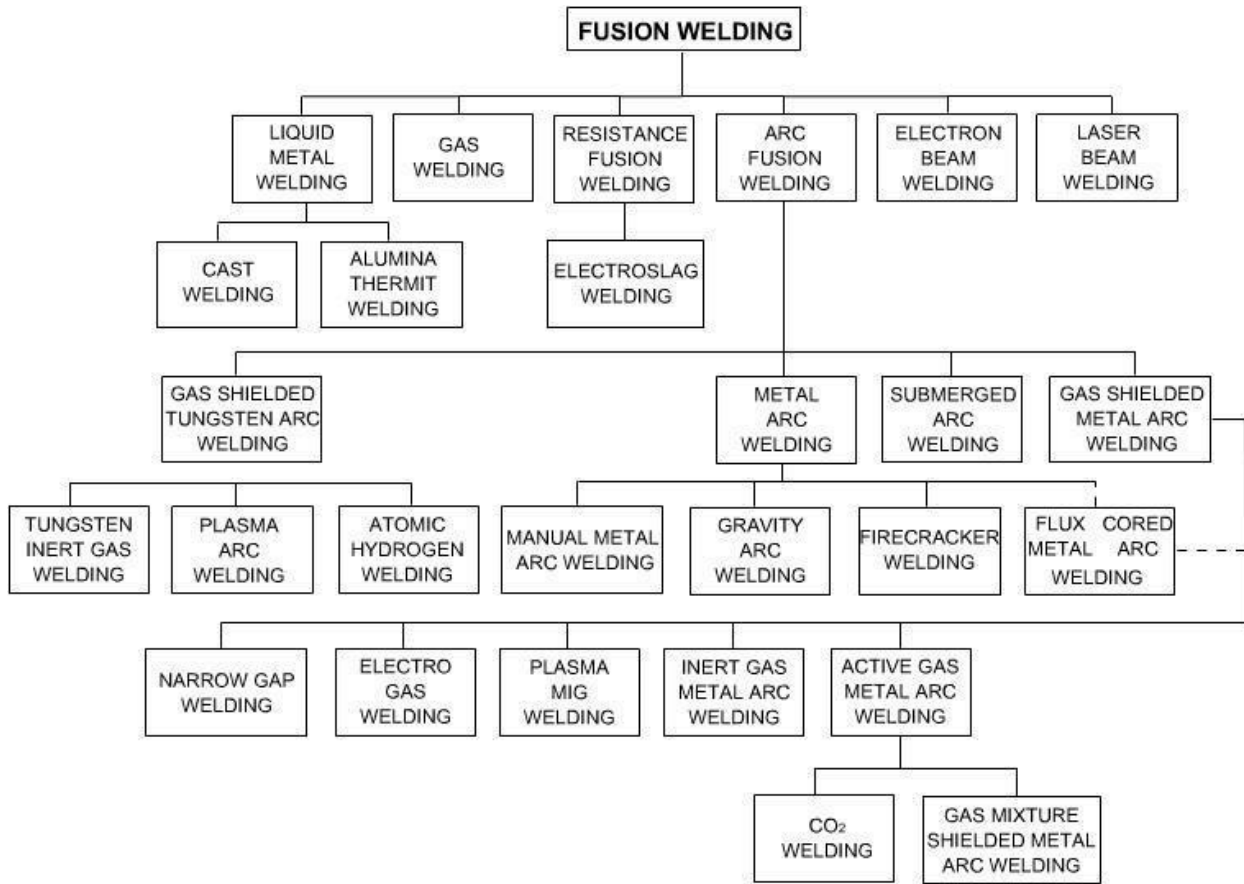 FUSION WELDING
LIQUID
METAL
WELDING
GAS
WELDING
RESISTANCE
FUSION
WELDING
ARC
FUSION
WELDING
ELECTRON
BEAM
WELDING
LASER
BEAM
WELDING
CAST
WELDING
ALUMINA
THERMIT
WELDING
ELECTROSLAG
WELDING
GAS SHIELDED
TUNGSTEN ARC
WELDING
METAL
ARC
WELDING
SUBMERGED
ARC
WELDING
GAS SHIELDED
METAL ARC
WELDING
TUNGSTEN
INERT GAS
WELDING
PLASMA
ARC
WELDING
ATOMIC
HYDROGEN
WELDING
MANUAL METAL
ARC WELDING
GRAVITY
ARC
WELDING
FIRECRACKER
WELDING
FLUX CORED
METAL ARC
WELDING
NARROW GAP
WELDING
ELECTRO
GAS
WELDING
PLASMA
MIG
WELDING
INERT GAS
METAL ARC
WELDING
ACTIVE GAS
METAL ARC
WELDING
CO₂
WELDING
GAS MIXTURE
SHIELDED METAL
ARC WELDING